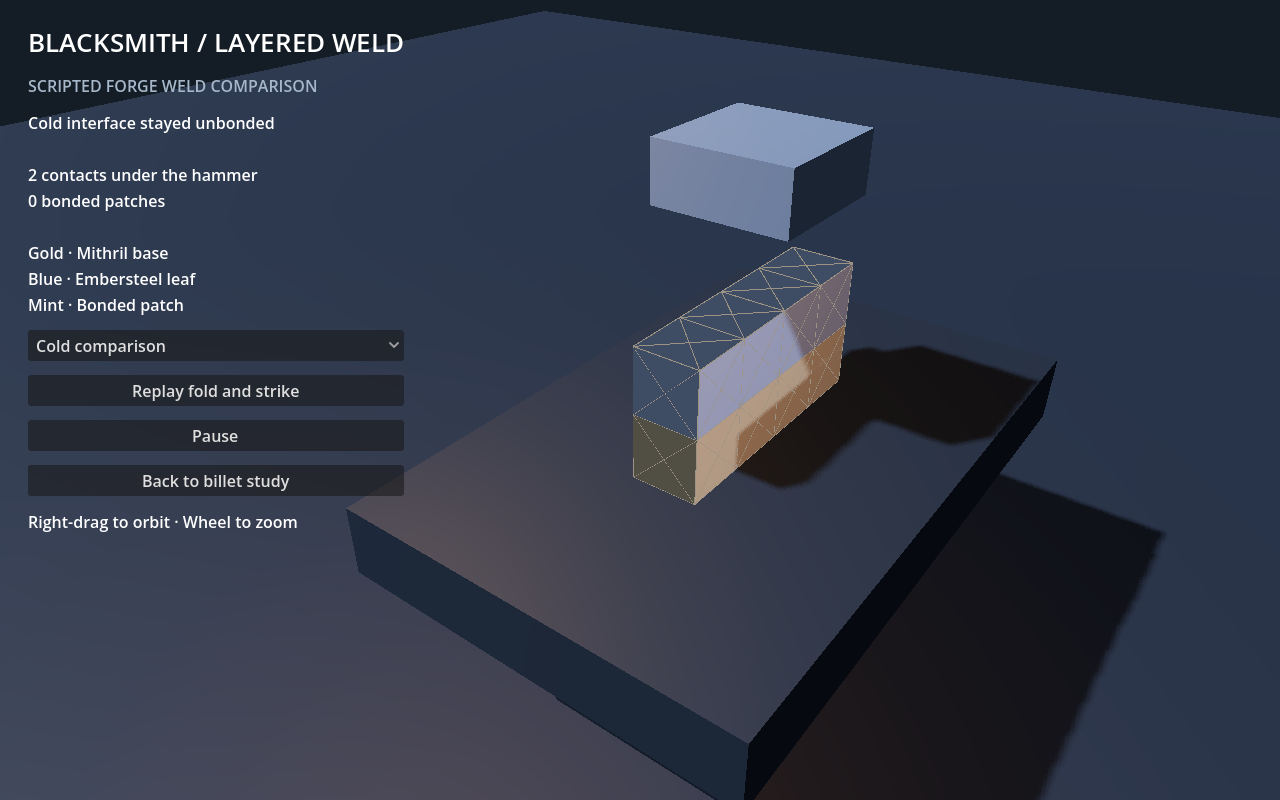 BLACKSMITH / LAYERED WELD
SCRIPTED FORGE WELD COMPARISON
Cold interface stayed unbonded
2 contacts under the hammer
0 bonded patches
Gold · Mithril base
Blue · Embersteel leaf
Mint · Bonded patch
Cold comparison
Replay fold and strike
Pause
Back to billet study
Right-drag to orbit · Wheel to zoom